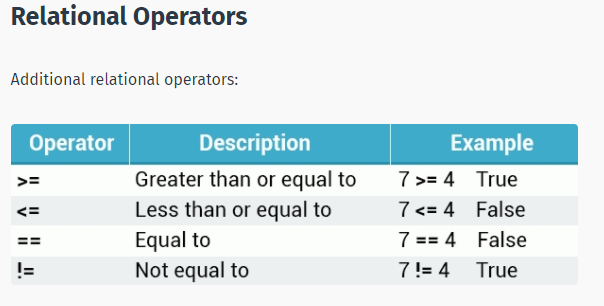 Relational Operators
Additional relational operators:
Operator Description Example
>= Greater than or equal to 7 >= 4 True
<= Less than or equal to 7 <= 4 False
== Equal to 7 == 4 False
!= Not equal to 7 != 4 True